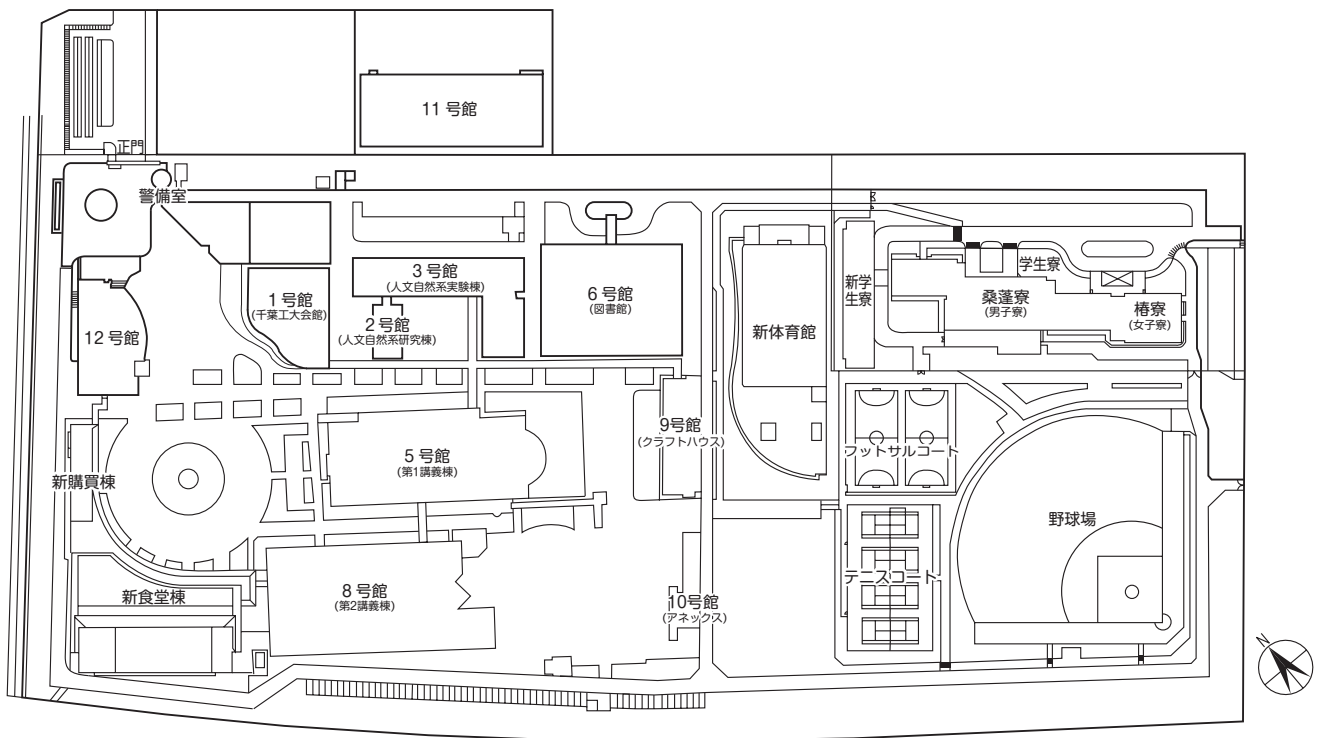 11 号館
正門
警備室
3 号館
(人文自然系実験棟)
1 号館
(千葉工大会館)
2 号館
(人文自然系研究棟)
6 号館
(図書館)
12 号館
新体育館
新学
生寮
学生寮
桑蓬寮
(男子寮)
椿寮
(女子寮)
5 号館
(第1講義棟)
9号館
(クラフトハウス)
フットサルコート
新購買棟
野球場
テニスコート
新食堂棟
8 号館
(第2講義棟)
10号館
(アネックス)
N